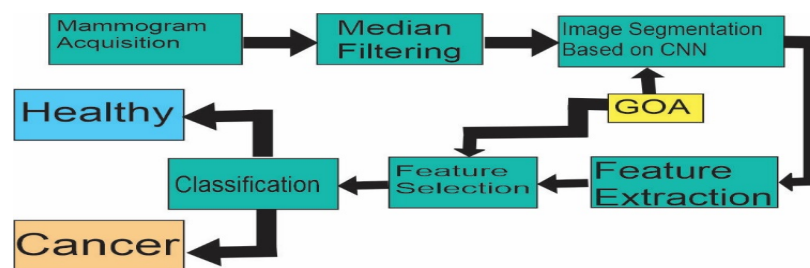 Mammogram
Acquisition
Median
Filtering
Image Segmentation
Based on CNN
GOA
Healthy
Classification
Feature
Selection
Feature
Extraction
Cancer